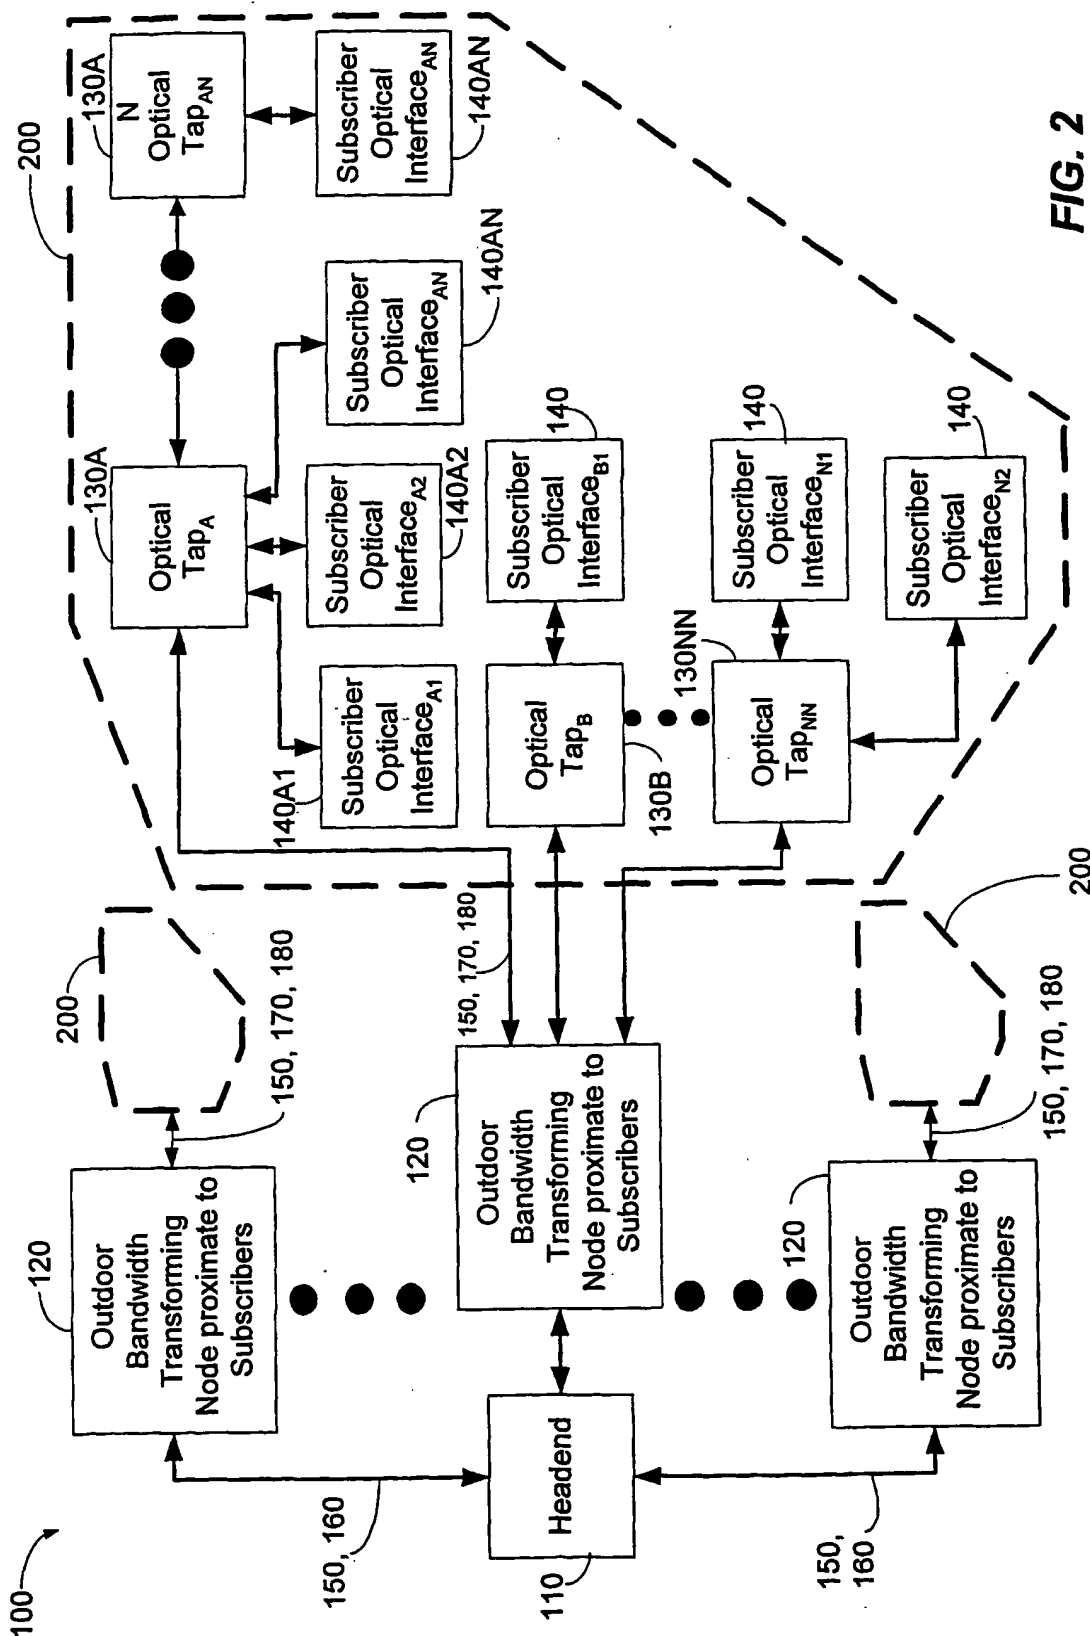 100
150, 160
110
Headend
150,
160
120
Outdoor
Bandwidth
Transforming
Node proximate to
Subscribers
120
Outdoor
Bandwidth
Transforming
Node proximate to
Subscribers
120
Outdoor
Bandwidth
Transforming
Node proximate to
Subscribers
200
150, 170, 180
150, 170, 180
200
150, 170, 180
200
130A
Optical
Tap_A
130A
N
Optical
Tap_AN
140A1
Subscriber
Optical
Interface_A1
Subscriber
Optical
Interface_A2
140A2
Subscriber
Optical
Interface_AN
140AN
Subscriber
Optical
Interface_AN
140AN
Optical
Tap_B
130B
Subscriber
Optical
Interface_B1
140
130NN
Optical
Tap_NN
Subscriber
Optical
Interface_N1
140
Subscriber
Optical
Interface_N2
140
FIG. 2